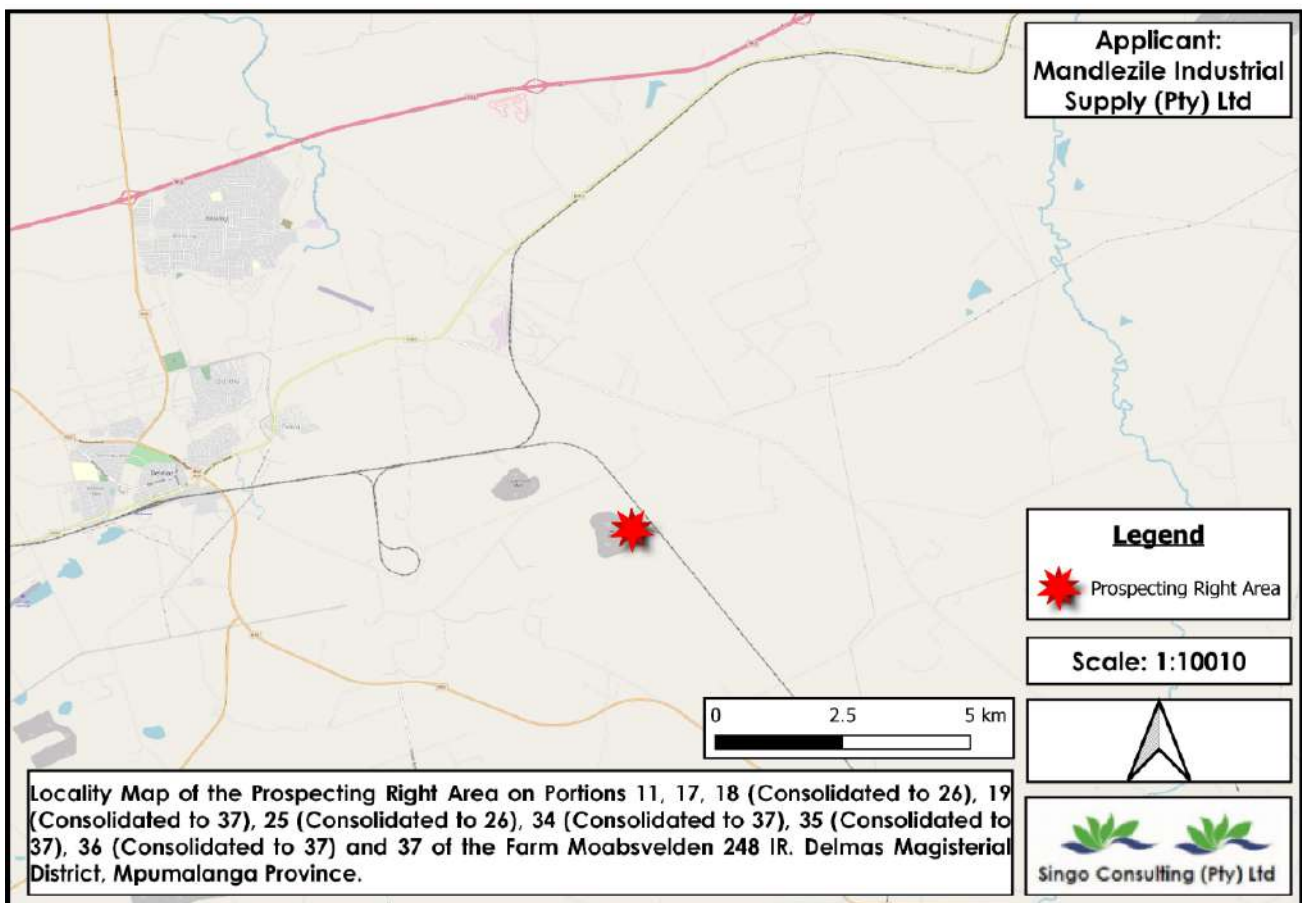 Applicant:
Mandlezile Industrial
Supply (Pty) Ltd
Delmas
Legend
Prospecting Right Area
Scale: 1:10010
0 2.5 5 km
Locality Map of the Prospecting Right Area on Portions 11, 17, 18 (Consolidated to 26), 19
(Consolidated to 37), 25 (Consolidated to 26), 34 (Consolidated to 37), 35 (Consolidated to
37), 36 (Consolidated to 37) and 37 of the Farm Moabsvelden 248 IR. Delmas Magisterial
District, Mpumalanga Province.
Singo Consulting (Pty) Ltd